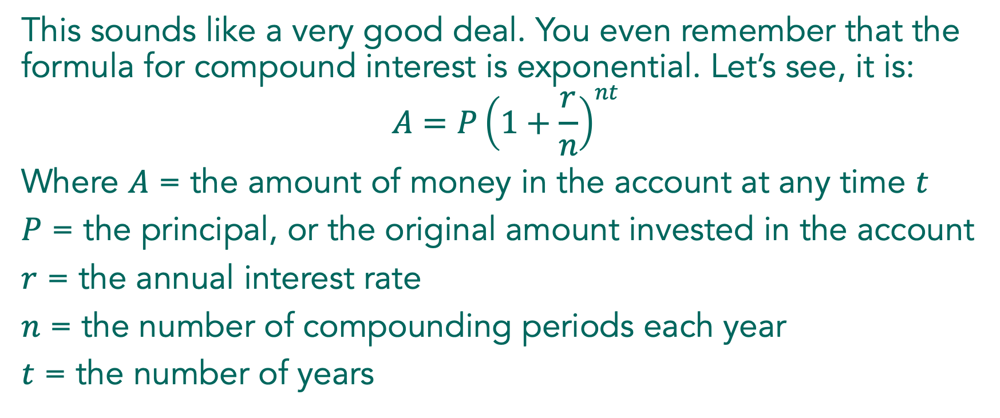 This sounds like a very good deal. You even remember that the
formula for compound interest is exponential. Let’s see, it is:
A = P(1 + r/n)^nt
Where A = the amount of money in the account at any time t
P = the principal, or the original amount invested in the account
r = the annual interest rate
n = the number of compounding periods each year
t = the number of years